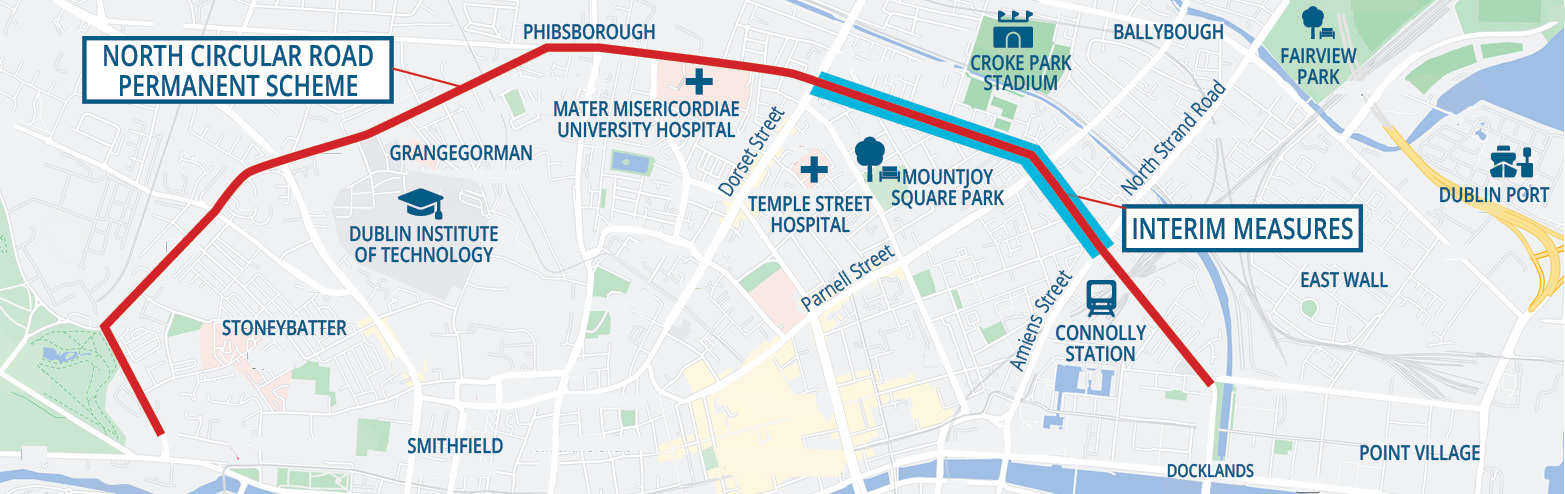 NORTH CIRCULAR ROAD
PERMANENT SCHEME
PHIBSBOROUGH
MATER MISERICORDIAE
UNIVERSITY HOSPITAL
GRANGEGORMAN
DUBLIN INSTITUTE
OF TECHNOLOGY
STONEYBATTER
SMITHFIELD
Dorset Street
TEMPLE STREET
HOSPITAL
MOUNTJOY
SQUARE PARK
Parnell Street
CROKE PARK
STADIUM
BALLYBOUGH
FAIRVIEW
PARK
North Strand Road
DUBLIN PORT
INTERIM MEASURES
EAST WALL
Amiens Street
CONNOLLY
STATION
DOCKLANDS
POINT VILLAGE